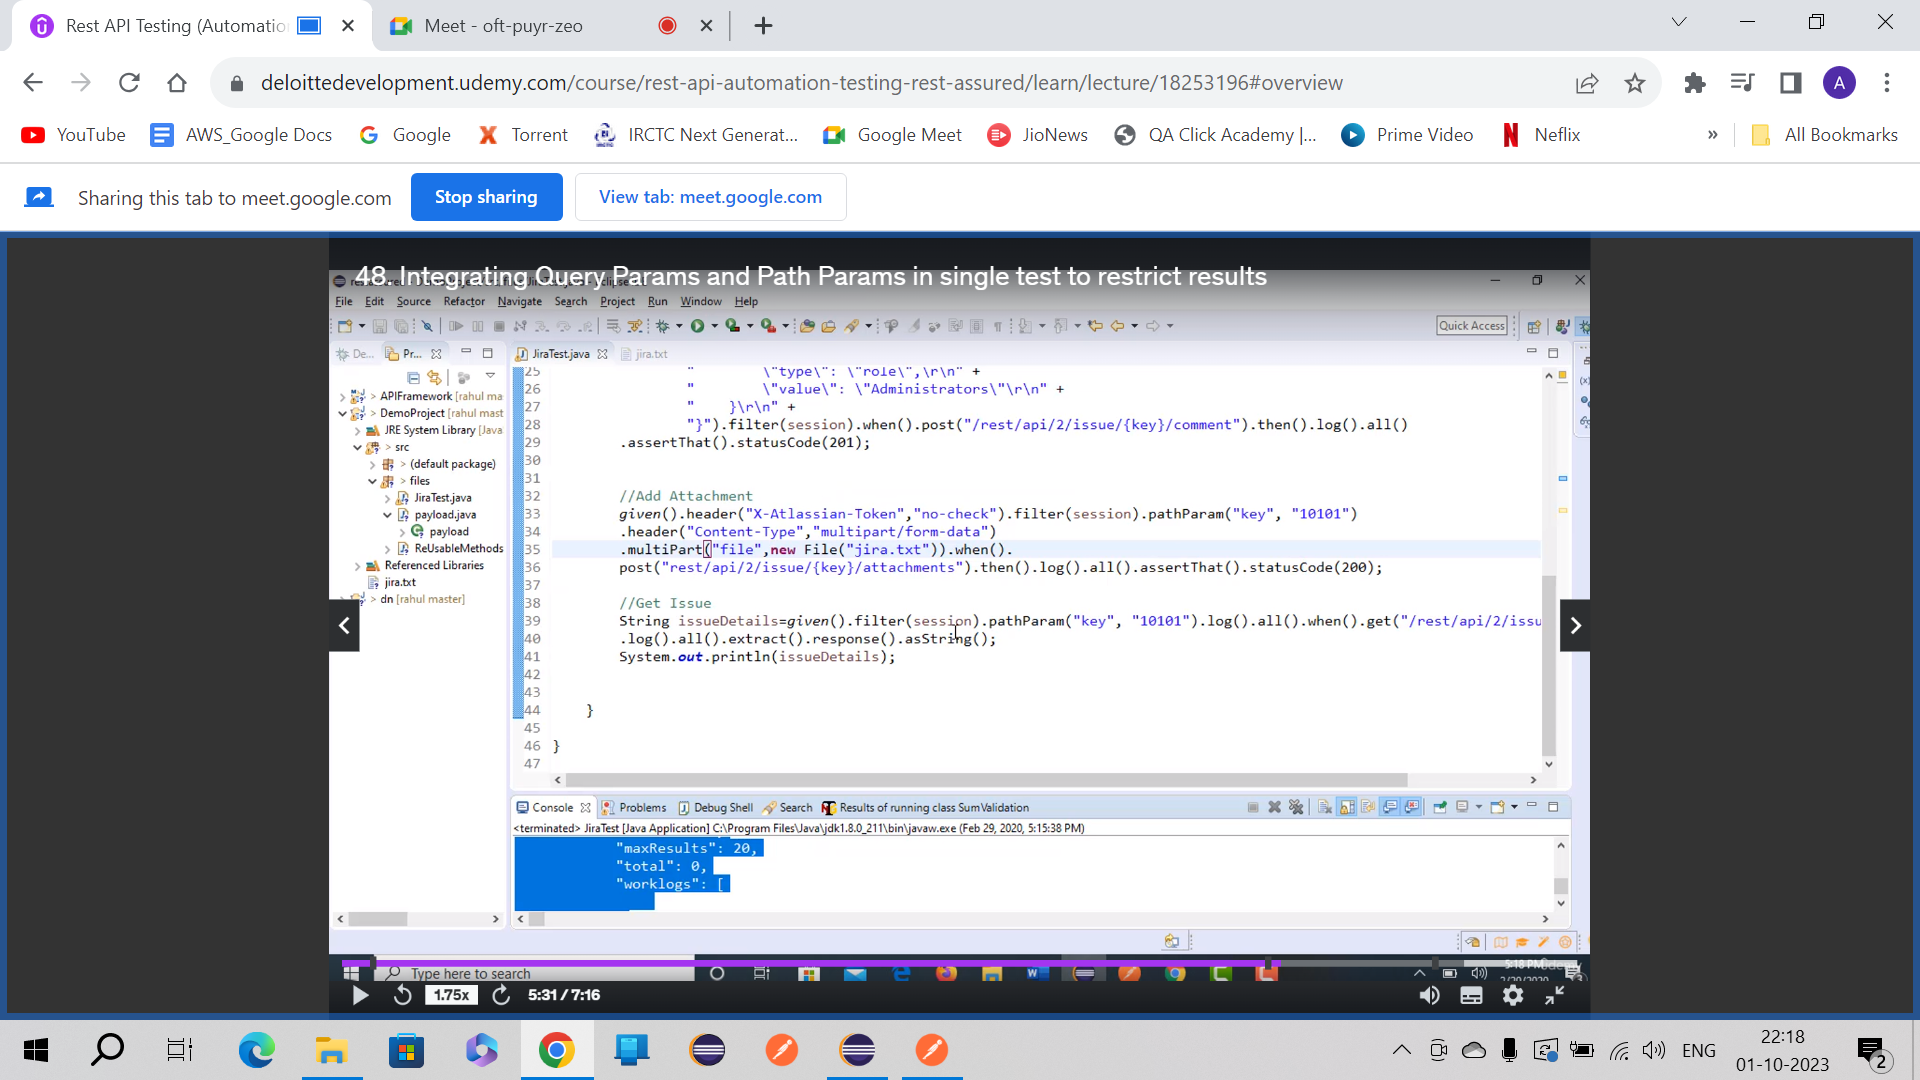 Rest API Testing (Automatio
Meet - oft-puyr-zeo
deloittedevelopment.udemy.com/course/rest-api-automation-testing-rest-assured/learn/lecture/18253196#overview
A
YouTube AWS_Google Docs Google Torrent IRCTC Next Generat... Google Meet JioNews QA Click Academy |... Prime Video Neflix » All Bookmarks
Sharing this tab to meet.google.com Stop sharing View tab: meet.google.com
48. Integrating Query Params and Path Params in single test to restrict results
File Edit Source Refactor Navigate Search Project Run Window Help
Quick Access
De... Pr... JiraTest.java jira.txt
> APIFramework [rahul ma
> DemoProject [rahul mast
JRE System Library [Java
> src
> (default package)
> files
JiraTest.java
payload.java
payload
ReUsableMethods
Referenced Libraries
jira.txt
> dn [rahul master]
25 " \"type\": \"role\",\r\n" +
26 " \"value\": \"Administrators\"\r\n" +
27 " }\r\n" +
28 "}").filter(session).when().post("/rest/api/2/issue/{key}/comment").then().log().all()
29 .assertThat().statusCode(201);
30
31
32 //Add Attachment
33 given().header("X-Atlassian-Token","no-check").filter(session).pathParam("key", "10101")
34 .header("Content-Type","multipart/form-data")
35 .multiPart("file",new File("jira.txt")).when().
36 post("rest/api/2/issue/{key}/attachments").then().log().all().assertThat().statusCode(200);
37
38 //Get Issue
39 String issueDetails=given().filter(session).pathParam("key", "10101").log().all().when().get("/rest/api/2/issu
40 .log().all().extract().response().asString();
41 System.out.println(issueDetails);
42
43
44 }
45
46 }
47
Console Problems Debug Shell Search Results of running class SumValidation
<terminated> JiraTest [Java Application] C:\Program Files\Java\jdk1.8.0_211\bin\javaw.exe (Feb 29, 2020, 5:15:38 PM)
"maxResults": 20,
"total": 0,
"worklogs": [
Type here to search
5:18 PM
1.75x 5:31 / 7:16
ENG
22:18
01-10-2023
2